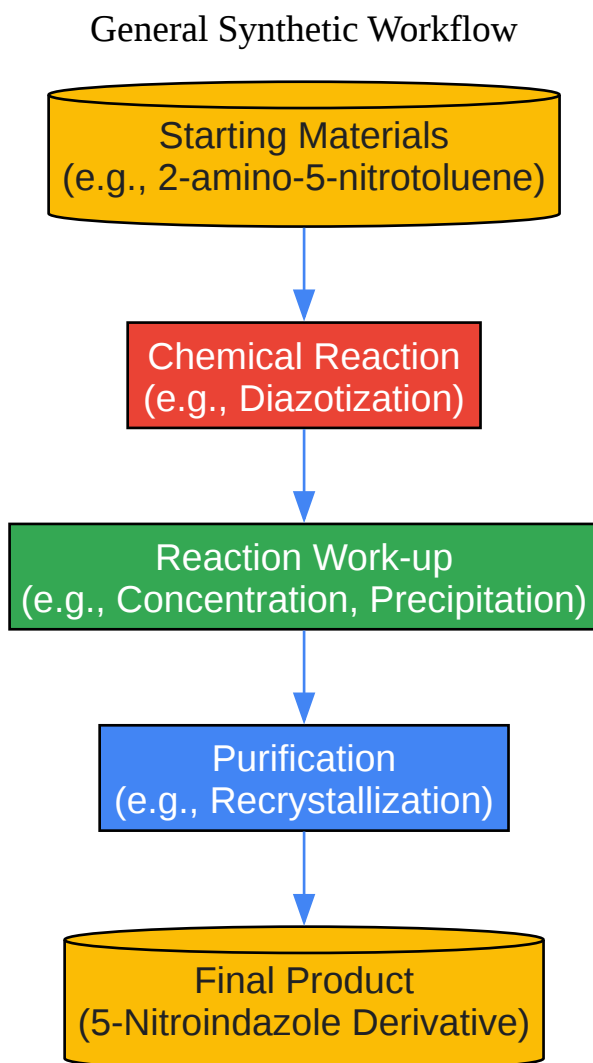 General Synthetic Workflow
Starting Materials
(e.g., 2-amino-5-nitrotoluene)
Chemical Reaction
(e.g., Diazotization)
Reaction Work-up
(e.g., Concentration, Precipitation)
Purification
(e.g., Recrystallization)
Final Product
(5-Nitroindazole Derivative)